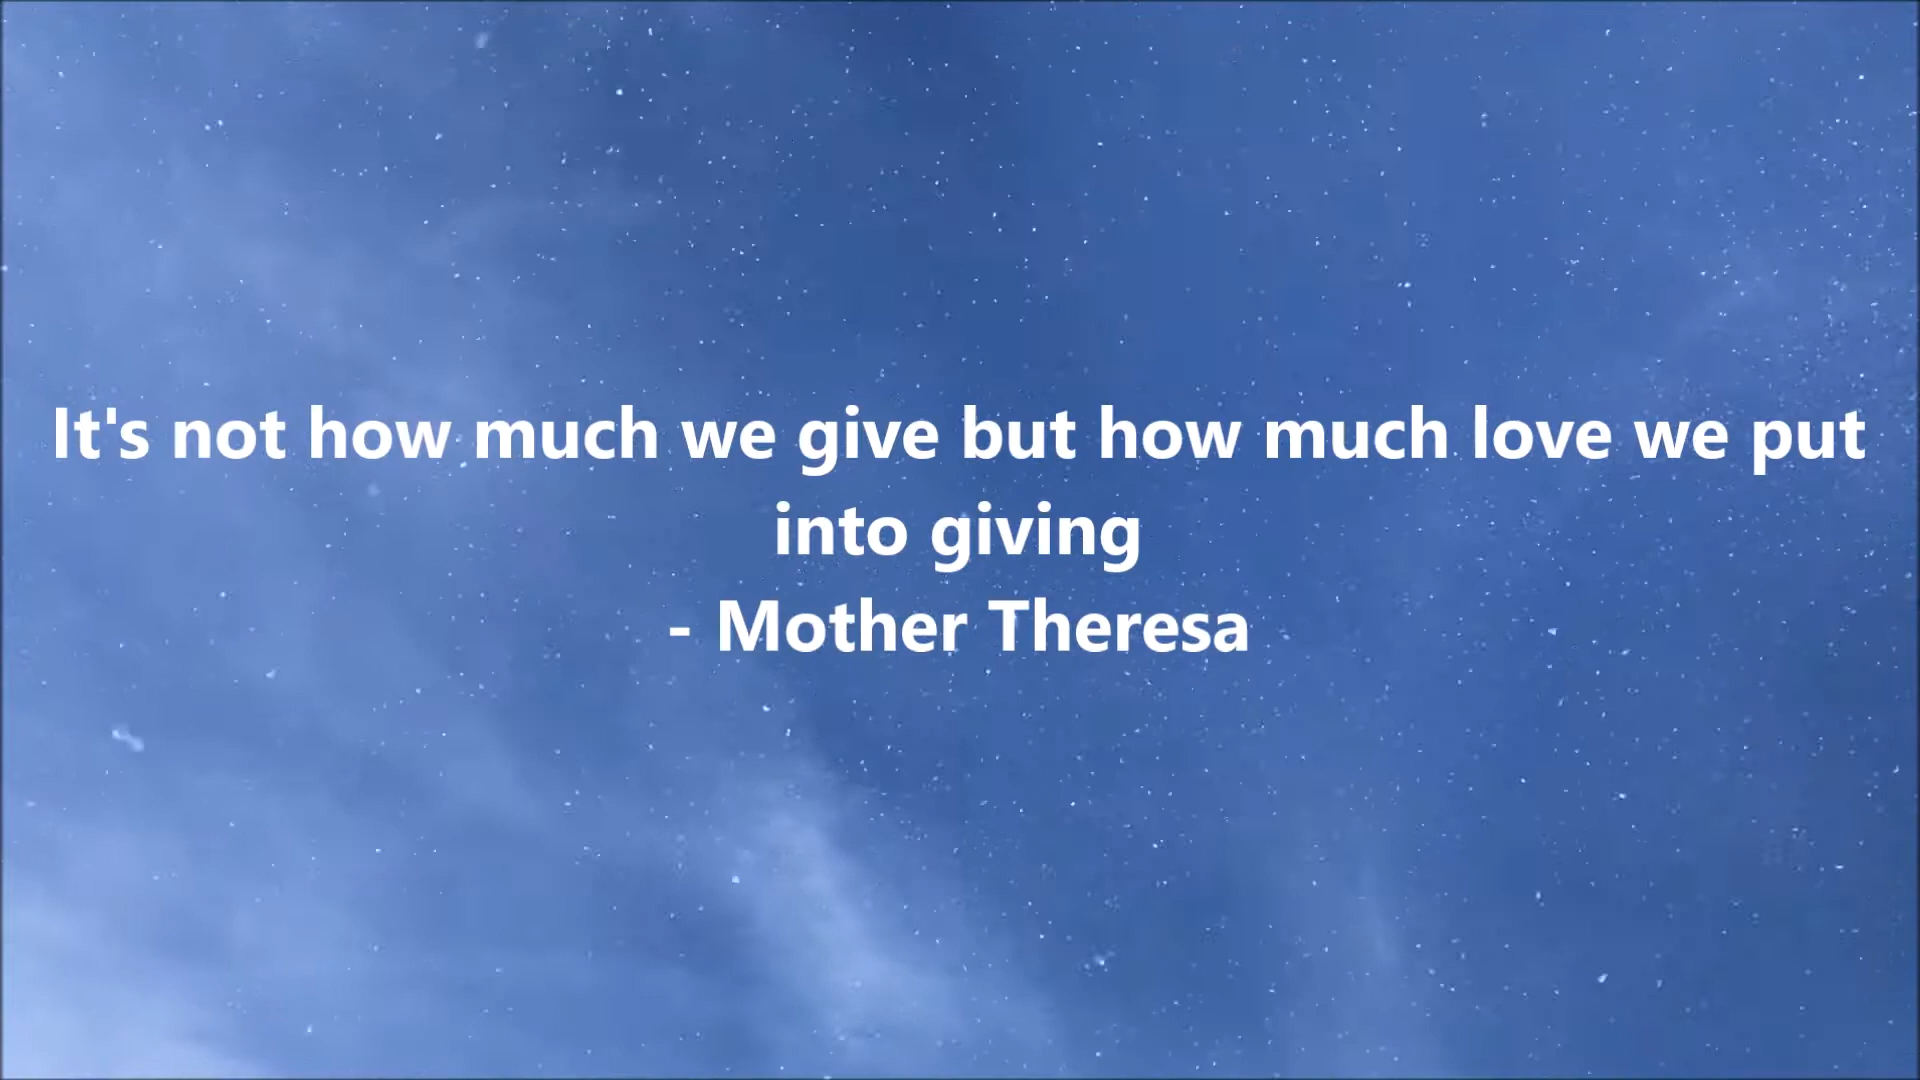 It's not how much we give but how much love we put
into giving
- Mother Theresa